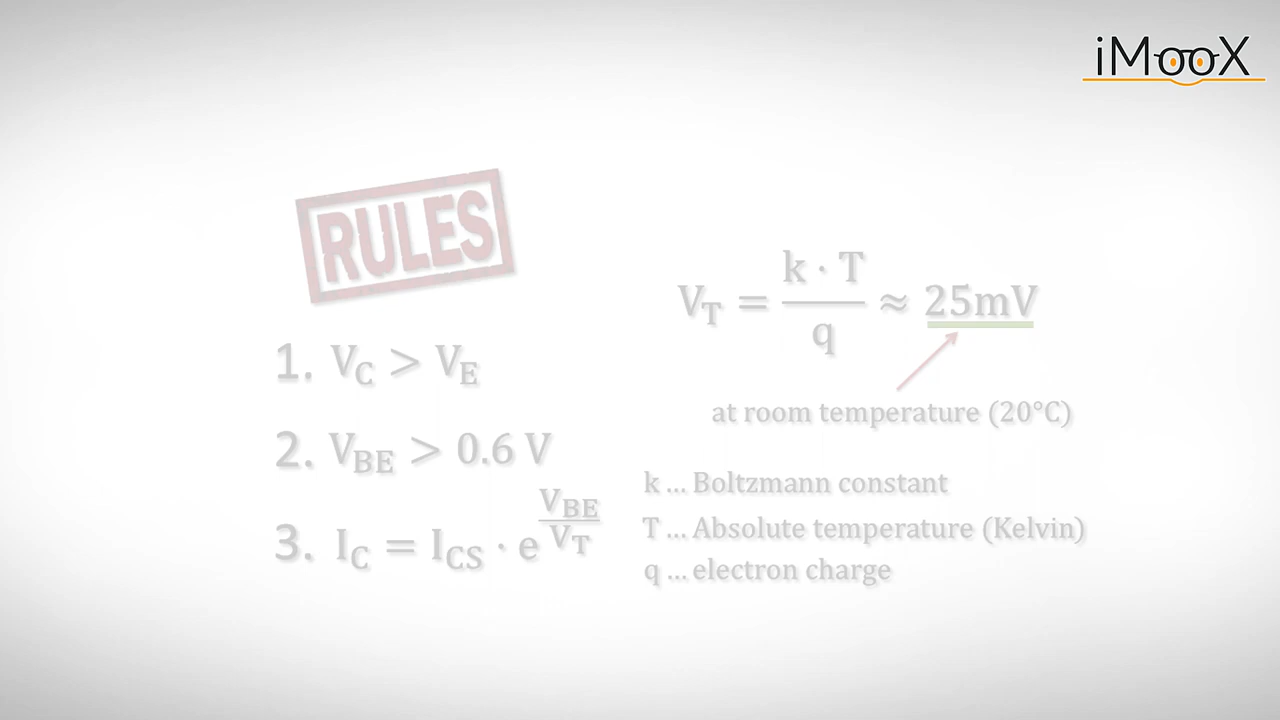 iMooX
RULES
1. V_C > V_E
2. V_BE > 0.6 V
3. I_C = I_CS · e^(V_BE/V_T)
V_T = (k · T)/q ≈ 25mV
at room temperature (20°C)
k ... Boltzmann constant
T ... Absolute temperature (Kelvin)
q ... electron charge